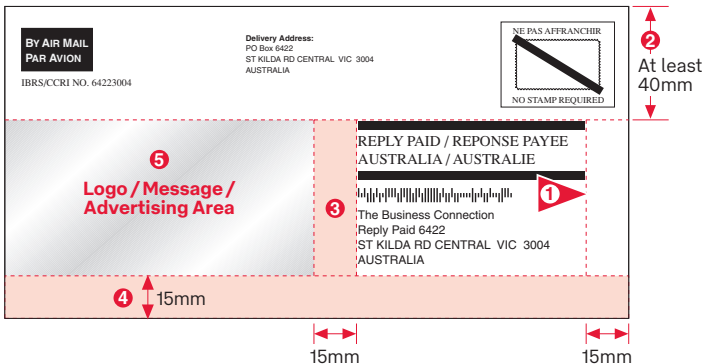 BY AIR MAIL
PAR AVION
IBRS/CCRI NO. 64223004
Delivery Address:
PO Box 6422
ST KILDA RD CENTRAL  VIC  3004
AUSTRALIA
NE PAS AFFRANCHIR
NO STAMP REQUIRED
2
At least
40mm
5
Logo / Message /
Advertising Area
3
REPLY PAID / REPONSE PAYEE
AUSTRALIA / AUSTRALIE
1
The Business Connection
Reply Paid 6422
ST KILDA RD CENTRAL  VIC  3004
AUSTRALIA
4
15mm
15mm
15mm